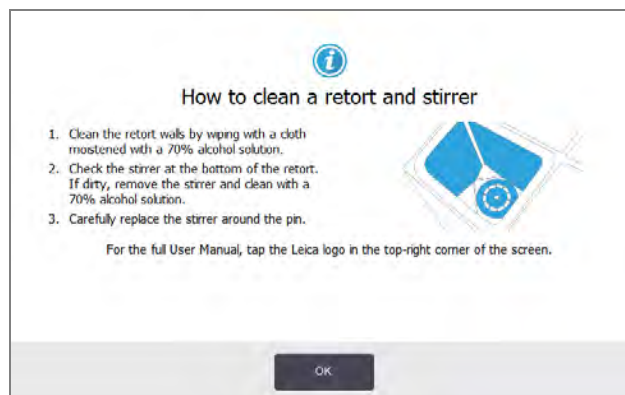 How to clean a retort and stirrer
1. Clean the retort walls by wiping with a cloth
moistened with a 70% alcohol solution.
2. Check the stirrer at the bottom of the retort.
If dirty, remove the stirrer and clean with a
70% alcohol solution.
3. Carefully replace the stirrer around the pin.
For the full User Manual, tap the Leica logo in the top-right corner of the screen.
OK